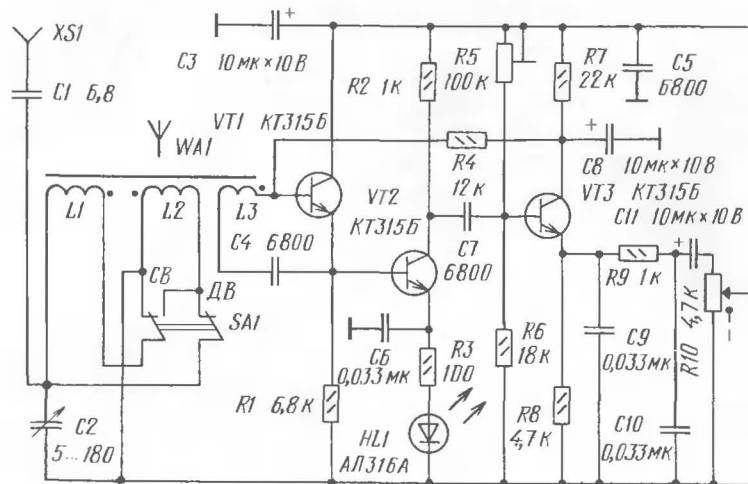 XS1
C1 6,8
C3 10мк×10В
+
R2 1к
R5
100к
R7
22к
C5
6800
VT1 КТ315Б
WA1
R4
12к
+
C8 10мк×10В
VT2
КТ315Б
VT3 КТ315Б
C11 10мк×10В
+
L1
L2
L3
C4 6800
C7
6800
СВ
ДВ
SA1
R9 1к
R10 4,7к
C6
0,033мк
R3
100
R6
18к
C9
0,033мк
C2
5...180
R1 6,8к
HL1
АЛ316А
R8
4,7к
C10
0,033мк
I